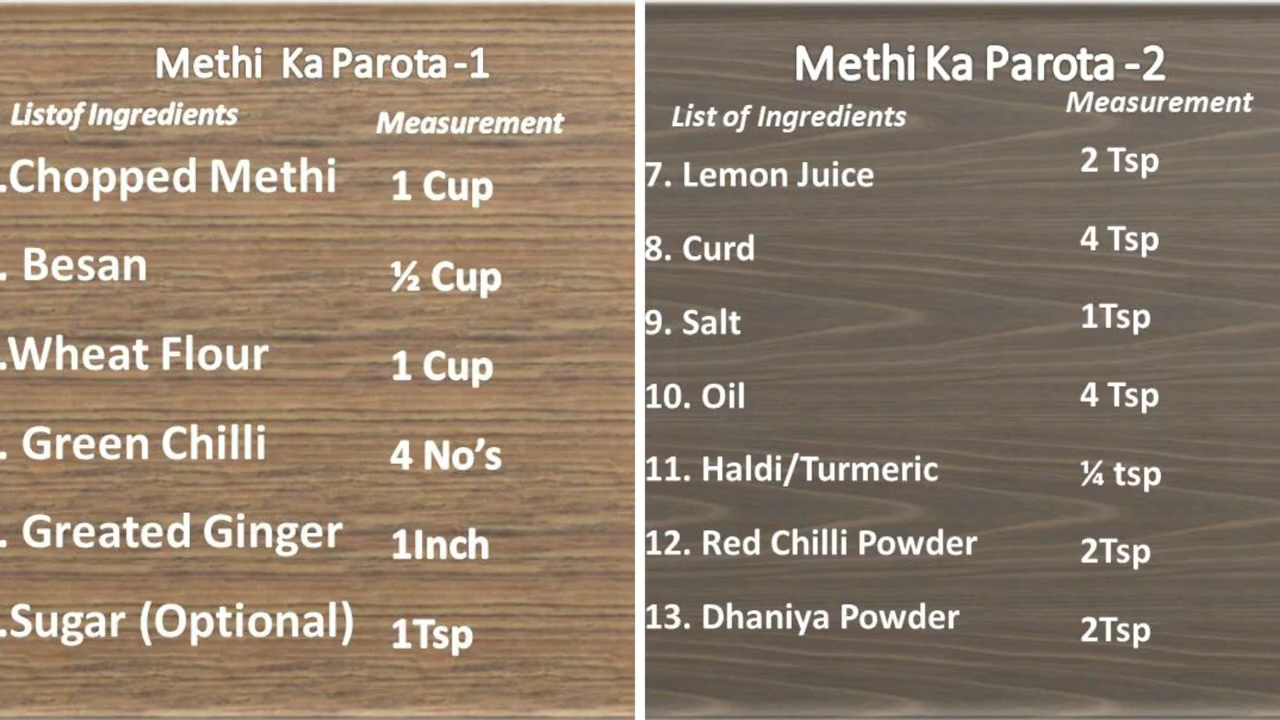 Methi Ka Parota -1
List of Ingredients Measurement
.Chopped Methi 1 Cup
. Besan ½ Cup
.Wheat Flour 1 Cup
. Green Chilli 4 No’s
. Greated Ginger 1Inch
.Sugar (Optional) 1Tsp
Methi Ka Parota -2
List of Ingredients Measurement
7. Lemon Juice 2 Tsp
8. Curd 4 Tsp
9. Salt 1Tsp
10. Oil 4 Tsp
11. Haldi/Turmeric ¼ tsp
12. Red Chilli Powder 2Tsp
13. Dhaniya Powder 2Tsp